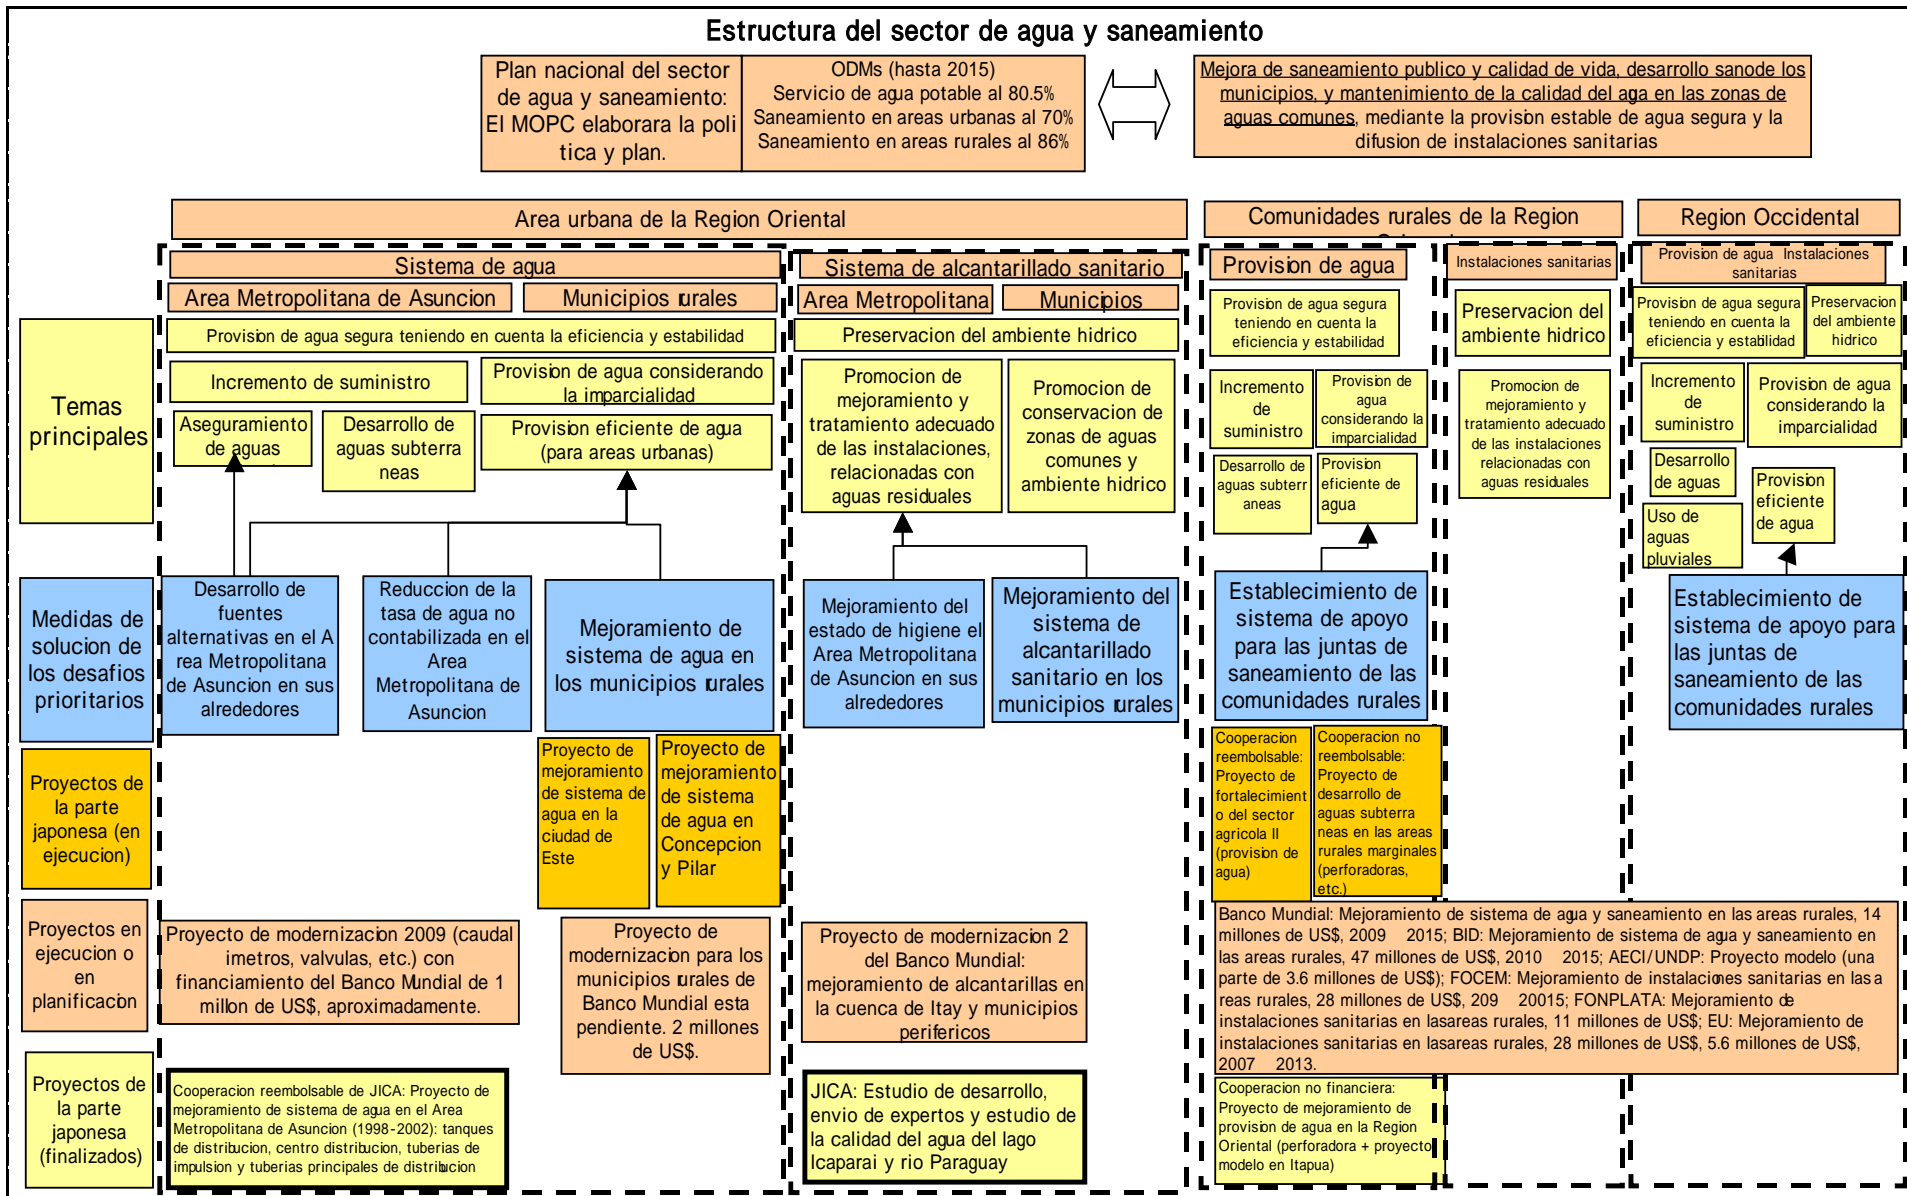 Estructura del sector de agua y saneamiento
Plan nacional del sector
de agua y saneamiento:
El MOPC elaborara la poli
tica y plan.
ODMs (hasta 2015)
Servicio de agua potable al 80.5%
Saneamiento en areas urbanas al 70%
Saneamiento en areas rurales al 86%
Mejora de saneamiento publico y calidad de vida, desarrollo sanode los
municipios, y mantenimiento de la calidad del agua en las zonas de
aguas comunes, mediante la provision estable de agua segura y la
difusion de instalaciones sanitarias
Area urbana de la Region Oriental
Comunidades rurales de la Region
Region Occidental
Sistema de agua
Sistema de alcantarillado sanitario
Provision de agua
Instalaciones sanitarias
Provision de agua Instalaciones
sanitarias
Area Metropolitana de Asuncion
Municipios rurales
Area Metropolitana
Municipios
Temas
principales
Provision de agua segura teniendo en cuenta la eficiencia y estabilidad
Incremento de suministro
Provision de agua considerando
la imparcialidad
Aseguramiento
de aguas
Desarrollo de
aguas subterra
neas
Provision eficiente de agua
(para areas urbanas)
Preservacion del ambiente hidrico
Promocion de
mejoramiento y
tratamiento adecuado
de las instalaciones,
relacionadas con
aguas residuales
Promocion de
conservacion de
zonas de aguas
comunes y
ambiente hidrico
Provision de agua segura
teniendo en cuenta la
eficiencia y estabilidad
Incremento
de
suministro
Provision de
agua
considerando la
imparcialidad
Desarrollo de
aguas subterr
aneas
Provision
eficiente de
agua
Preservacion del
ambiente hidrico
Promocion de
mejoramiento y
tratamiento adecuado
de las instalaciones
relacionadas con
aguas residuales
Provision de agua segura
teniendo en cuenta la
eficiencia y estabilidad
Preservacion
del ambiente
hidrico
Incremento
de
suministro
Provision de agua
considerando la
imparcialidad
Desarrollo
de aguas
Provision
eficiente
de agua
Uso de
aguas
pluviales
Medidas de
solucion de
los desafios
prioritarios
Desarrollo de
fuentes
alternativas en el A
rea Metropolitana
de Asuncion en sus
alrededores
Reduccion de la
tasa de agua no
contabilizada en el
Area
Metropolitana de
Asuncion
Mejoramiento de
sistema de agua en
los municipios rurales
Mejoramiento del
estado de higiene el
Area Metropolitana
de Asuncion en sus
alrededores
Mejoramiento del
sistema de
alcantarillado
sanitario en los
municipios rurales
Establecimiento de
sistema de apoyo
para las juntas de
saneamiento de las
comunidades rurales
Establecimiento de
sistema de apoyo para
las juntas de
saneamiento de las
comunidades rurales
Proyectos de
la parte
japonesa (en
ejecucion)
Proyecto de
mejoramiento
de sistema de
agua en la
ciudad de
Este
Proyecto de
mejoramiento
de sistema
de agua en
Concepcion
y Pilar
Cooperacion
reembolsable:
Proyecto de
fortalecimient
o del sector
agricola II
(provision de
agua)
Cooperacion no
reembolsable:
Proyecto de
desarrollo de
aguas subterra
neas en las areas
rurales marginales
(perforadoras,
etc.)
Proyectos en
ejecucion o
en
planificacion
Proyecto de modernizacion 2009 (caudal
imetros, valvulas, etc.) con
financiamiento del Banco Mundial de 1
millon de US$, aproximadamente.
Proyecto de
modernizacion para los
municipios rurales de
Banco Mundial esta
pendiente. 2 millones
de US$.
Proyecto de modernizacion 2
del Banco Mundial:
mejoramiento de alcantarillas en
la cuenca de Itay y municipios
perifericos
Banco Mundial: Mejoramiento de sistema de agua y saneamiento en las areas rurales, 14
millones de US$, 2009 2015; BID: Mejoramiento de sistema de agua y saneamiento en
las areas rurales, 47 millones de US$, 2010 2015; AECI/UNDP: Proyecto modelo (una
parte de 3.6 millones de US$); FOCEM: Mejoramiento de instalaciones sanitarias en las a
reas rurales, 28 millones de US$, 209 20015; FONPLATA: Mejoramiento de
instalaciones sanitarias en lasareas rurales, 11 millones de US$; EU: Mejoramiento de
instalaciones sanitarias en lasareas rurales, 28 millones de US$, 5.6 millones de US$,
2007 2013.
Proyectos de
la parte
japonesa
(finalizados)
Cooperacion reembolsable de JICA: Proyecto de
mejoramiento de sistema de agua en el Area
Metropolitana de Asuncion (1998-2002): tanques
de distribucion, centro distribucion, tuberias de
impulsion y tuberias principales de distribucion
JICA: Estudio de desarrollo,
envio de expertos y estudio de
la calidad del agua del lago
Icaparai y rio Paraguay
Cooperacion no financiera:
Proyecto de mejoramiento de
provision de agua en la Region
Oriental (perforadora + proyecto
modelo en Itapua)